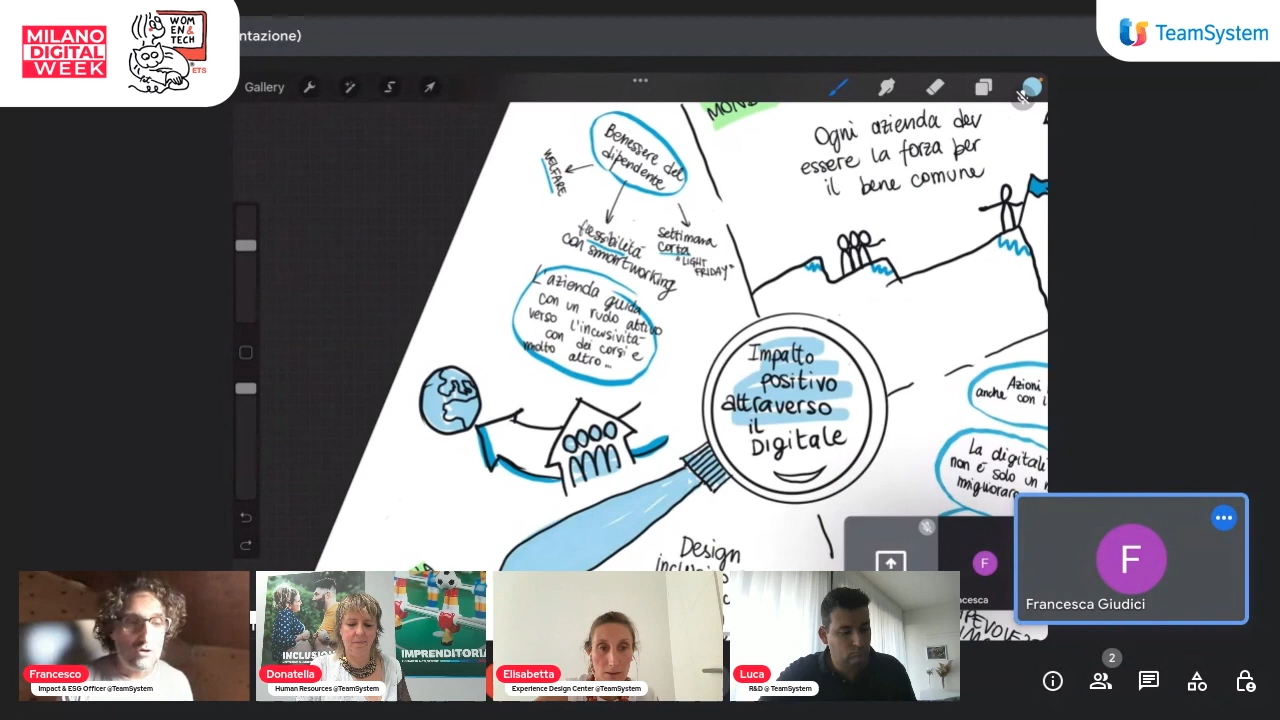 MILANO
DIGITAL
WEEK
WOM
EN&
TECH
ETS
ntazione)
TeamSystem
Gallery
Benessere del
dipendente
WELFARE
flessibilità
con smartworking
settimana
corta
"LIGHT
FRIDAY"
L'azienda guida
con un ruolo attivo
verso l'incusività
con dei corsi e
molto altro...
Ogni azienda dev
essere la forza per
il bene comune
Impatto
positivo
attraverso
il
Digitale
Azioni
anche con l
La digitali
non è solo un
migliorare
Design
F
F
Francesca Giudici
2
INCLUSION
IMPRENDITORI
Francesco
Impact & ESG Officer @TeamSystem
Donatella
Human Resources @TeamSystem
Elisabetta
Experience Design Center @TeamSystem
Luca
R&D @ TeamSystem